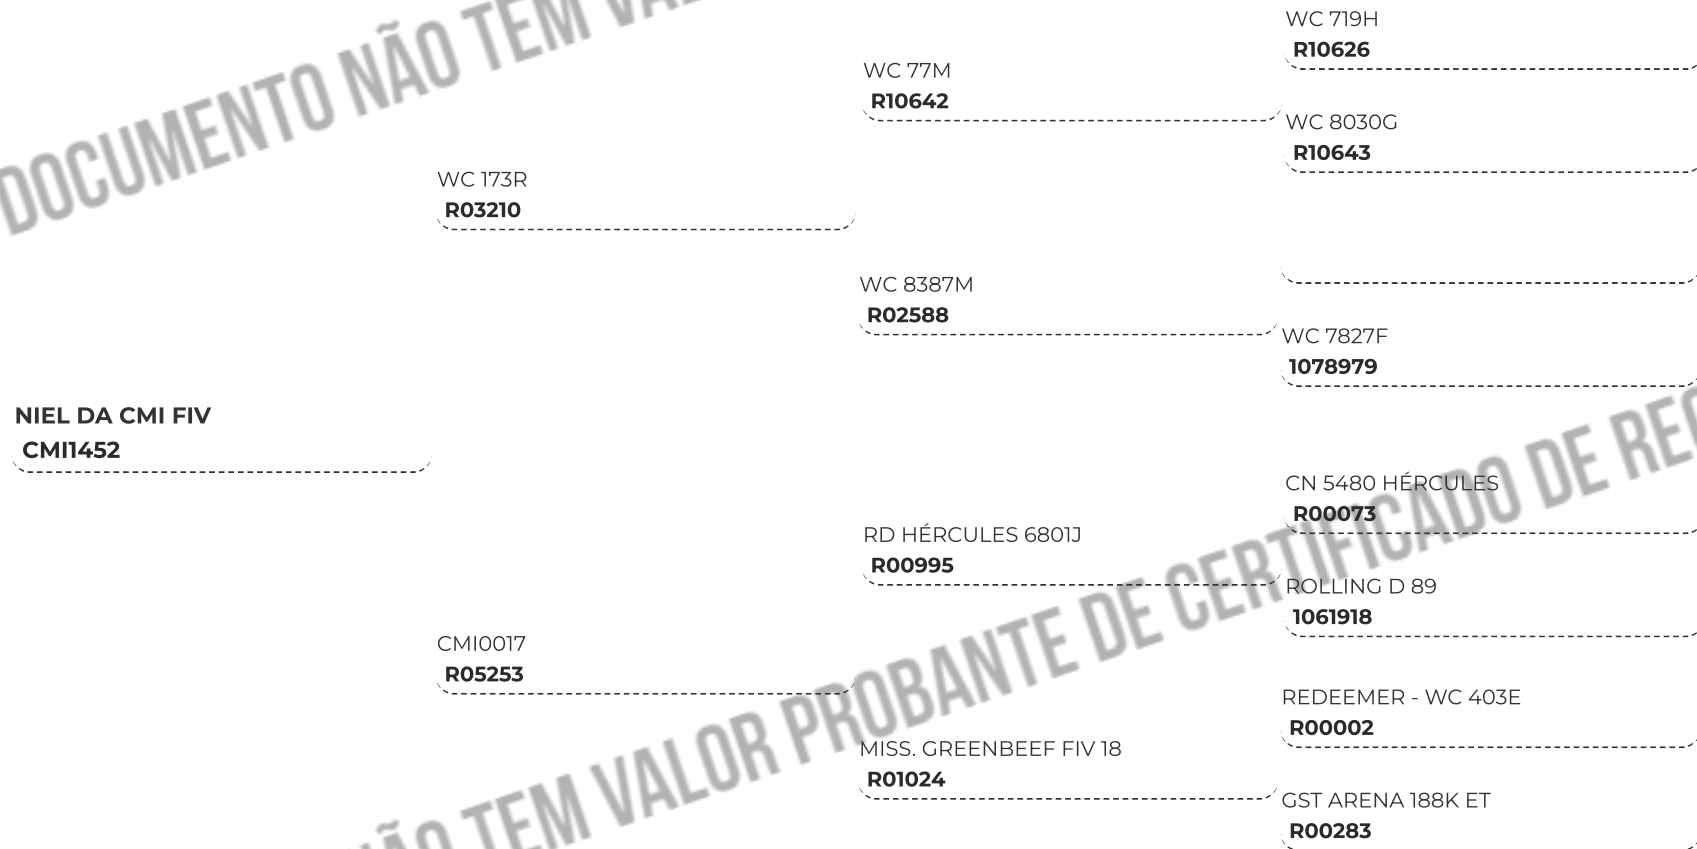 DOCUMENTO NÃO TEM
WC 719H
R10626
WC 77M
R10642
WC 8030G
R10643
WC 173R
R03210
WC 8387M
R02588
WC 7827F
1078979
NIEL DA CMI FIV
CMI1452
CN 5480 HÉRCULES
R00073
RD HÉRCULES 6801J
R00995
ROLLING D 89
1061918
CMI0017
R05253
REDEEMER - WC 403E
R00002
MISS. GREENBEEF FIV 18
R01024
GST ARENA 188K ET
R00283
NÃO TEM VALOR PROBANTE DE CERTIFICADO DE